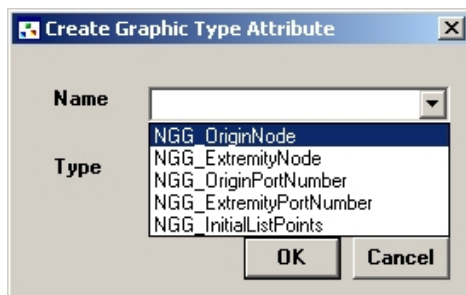 Create Graphic Type Attribute
Name
NGG_OriginNode
NGG_ExtremityNode
Type
NGG_OriginPortNumber
NGG_ExtremityPortNumber
NGG_InitialListPoints
OK Cancel